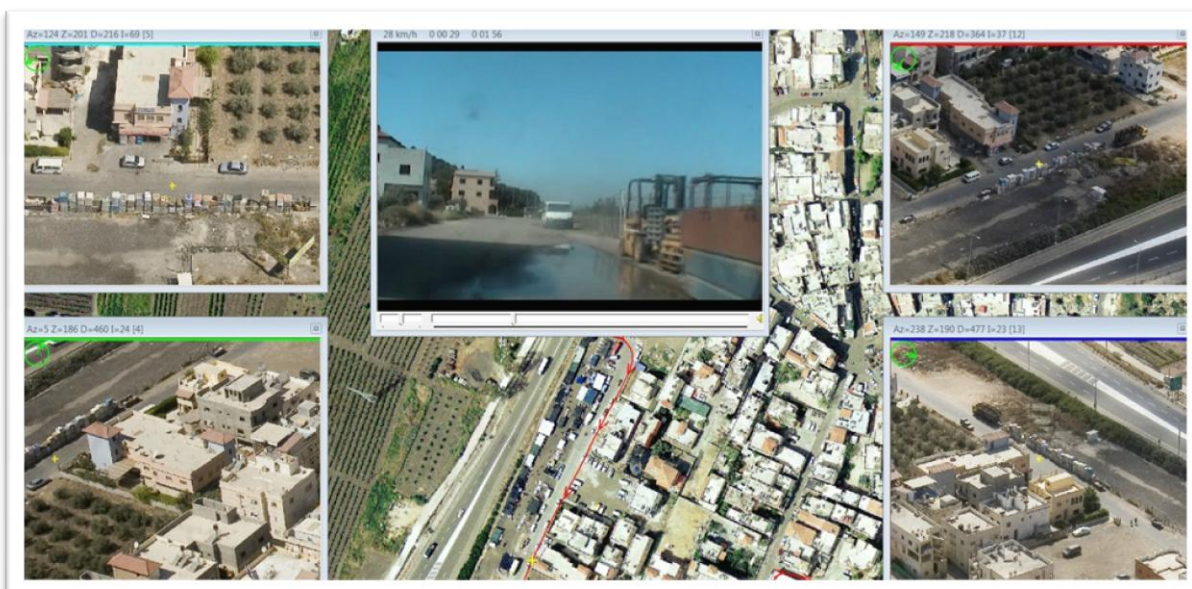 Az=124 Z=201 D=216 I=69 [5]
28 km/h 0 00 29 0 01 56
Az=149 Z=218 D=364 I=37 [12]
Az=5 Z=186 D=460 I=24 [4]
Az=238 Z=190 D=477 I=23 [13]